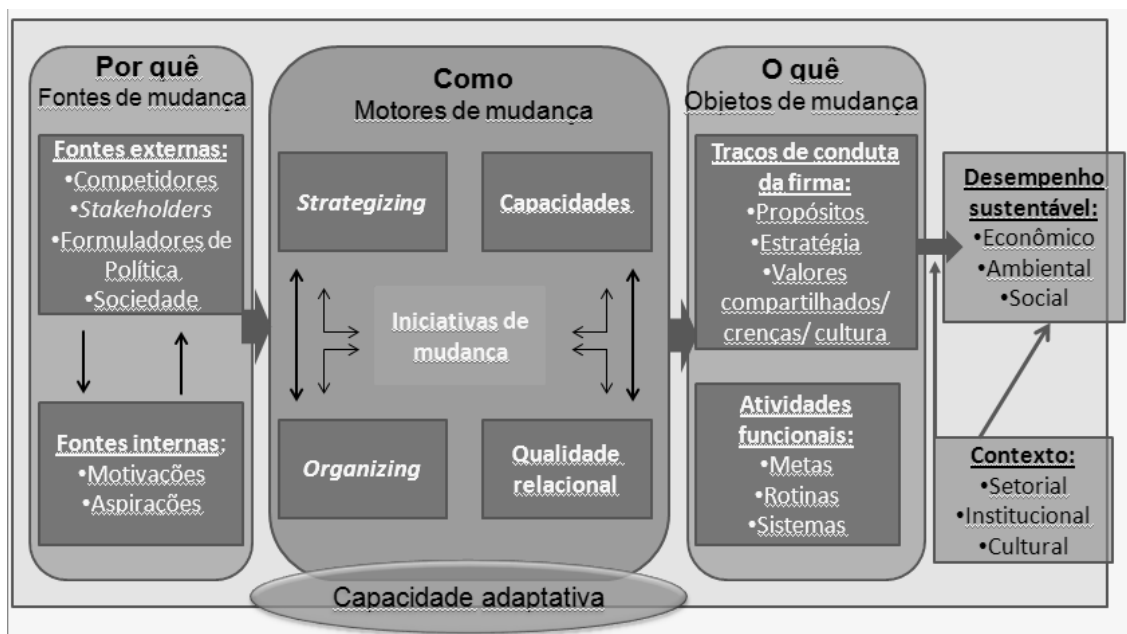 Por quê
Fontes de mudança
Fontes externas:
•Competidores
•Stakeholders
•Formuladores de
Política
•Sociedade
Fontes internas;
•Motivações
•Aspirações
Como
Motores de mudança
Strategizing
Capacidades
Iniciativas de
mudança
Organizing
Qualidade
relacional
Capacidade adaptativa
O quê
Objetos de mudança
Traços de conduta
da firma:
•Propósitos
•Estratégia
•Valores
compartilhados/
crenças/ cultura
Atividades
funcionais:
•Metas
•Rotinas
•Sistemas
Desempenho
sustentável:
•Econômico
•Ambiental
•Social
Contexto:
•Setorial
•Institucional
•Cultural